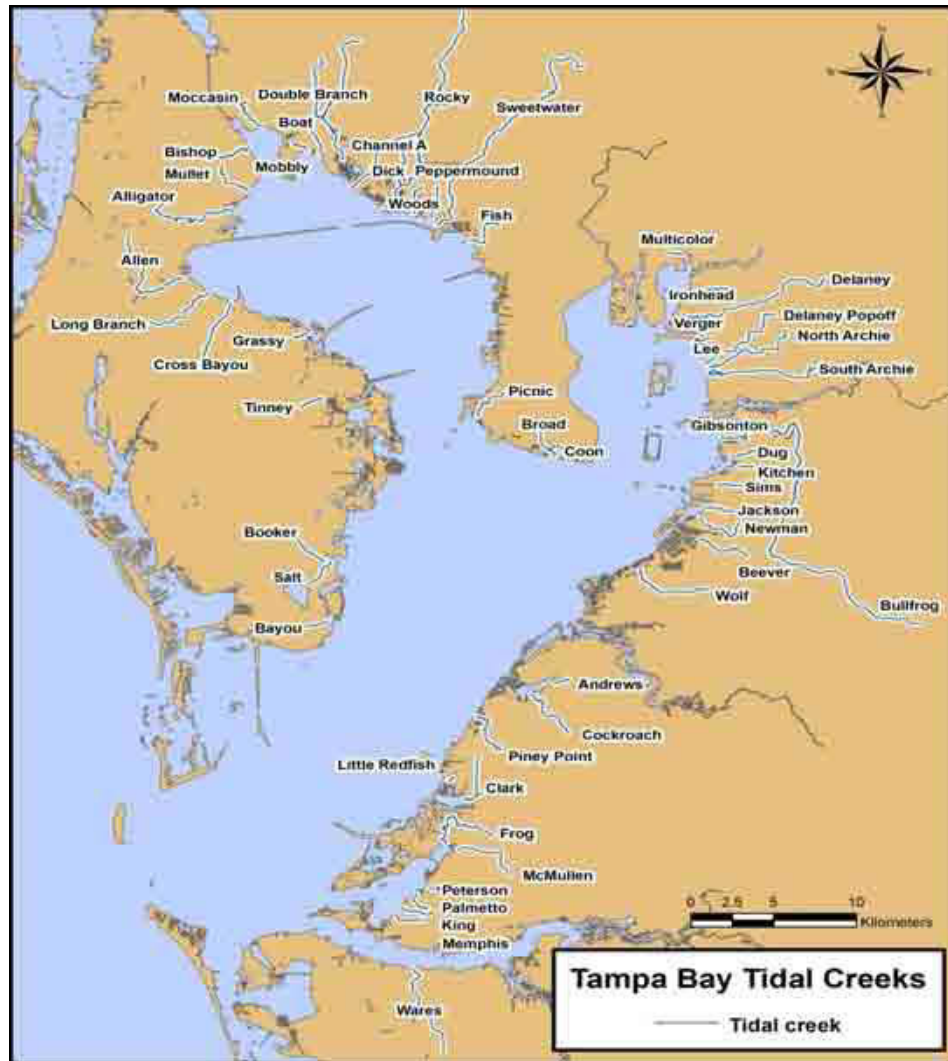 Moccasin
Double Branch
Rocky
Sweetwater
Boat
Channel A
Bishop
Mobbly
Dick
Peppermound
Mullet
Alligator
Woods
Fish
Multicolor
Allen
Delaney
Ironhead
Long Branch
Verger
Delaney Popoff
Grassy
North Archie
Lee
Cross Bayou
South Archie
Picnic
Tinney
Broad
Gibsonton
Coon
Dug
Kitchen
Sims
Jackson
Newman
Booker
Beever
Salt
Wolf
Bullfrog
Bayou
Andrews
Cockroach
Piney Point
Little Redfish
Clark
Frog
McMullen
Peterson
Palmetto
King
Memphis
Wares
0 2.5 5 10
Kilometers
Tampa Bay Tidal Creeks
Tidal creek